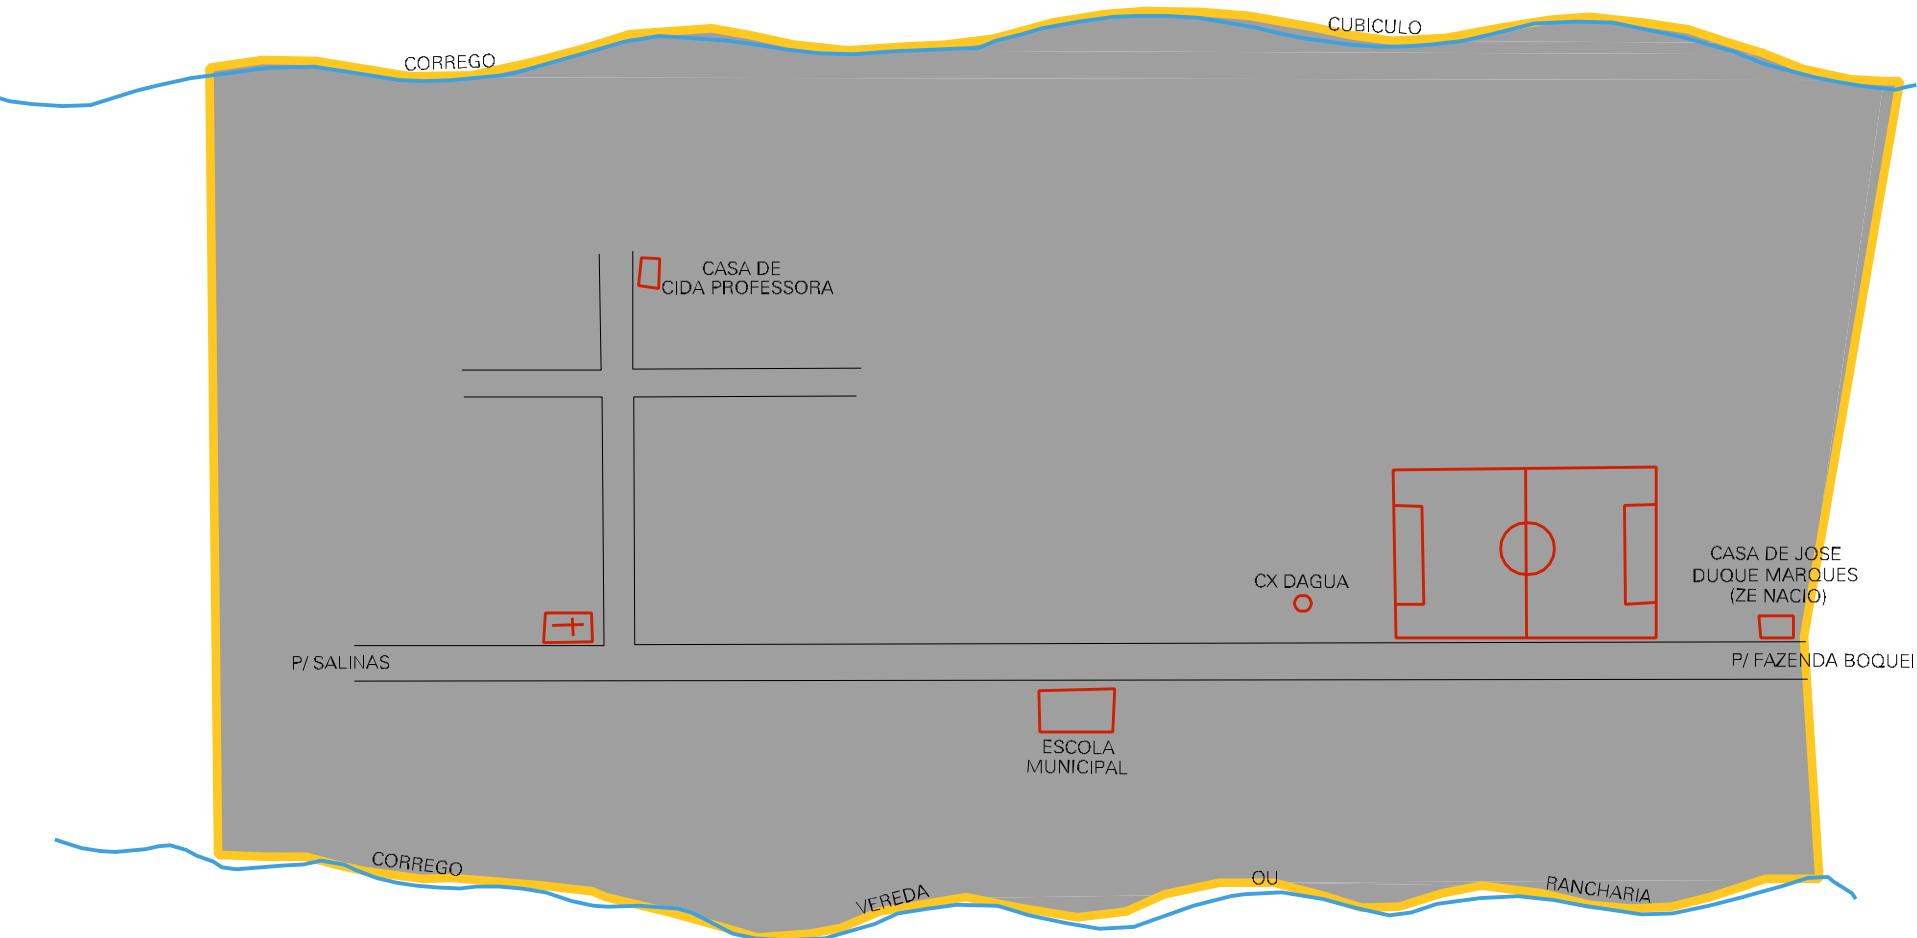 CORREGO
CUBICULO
CASA DE
CIDA PROFESSORA
CASA DE JOSE
DUQUE MARQUES
(ZE NACIO)
CX DAGUA
P/ SALINAS
P/ FAZENDA BOQUEI
ESCOLA
MUNICIPAL
CORREGO
VEREDA
OU
RANCHARIA